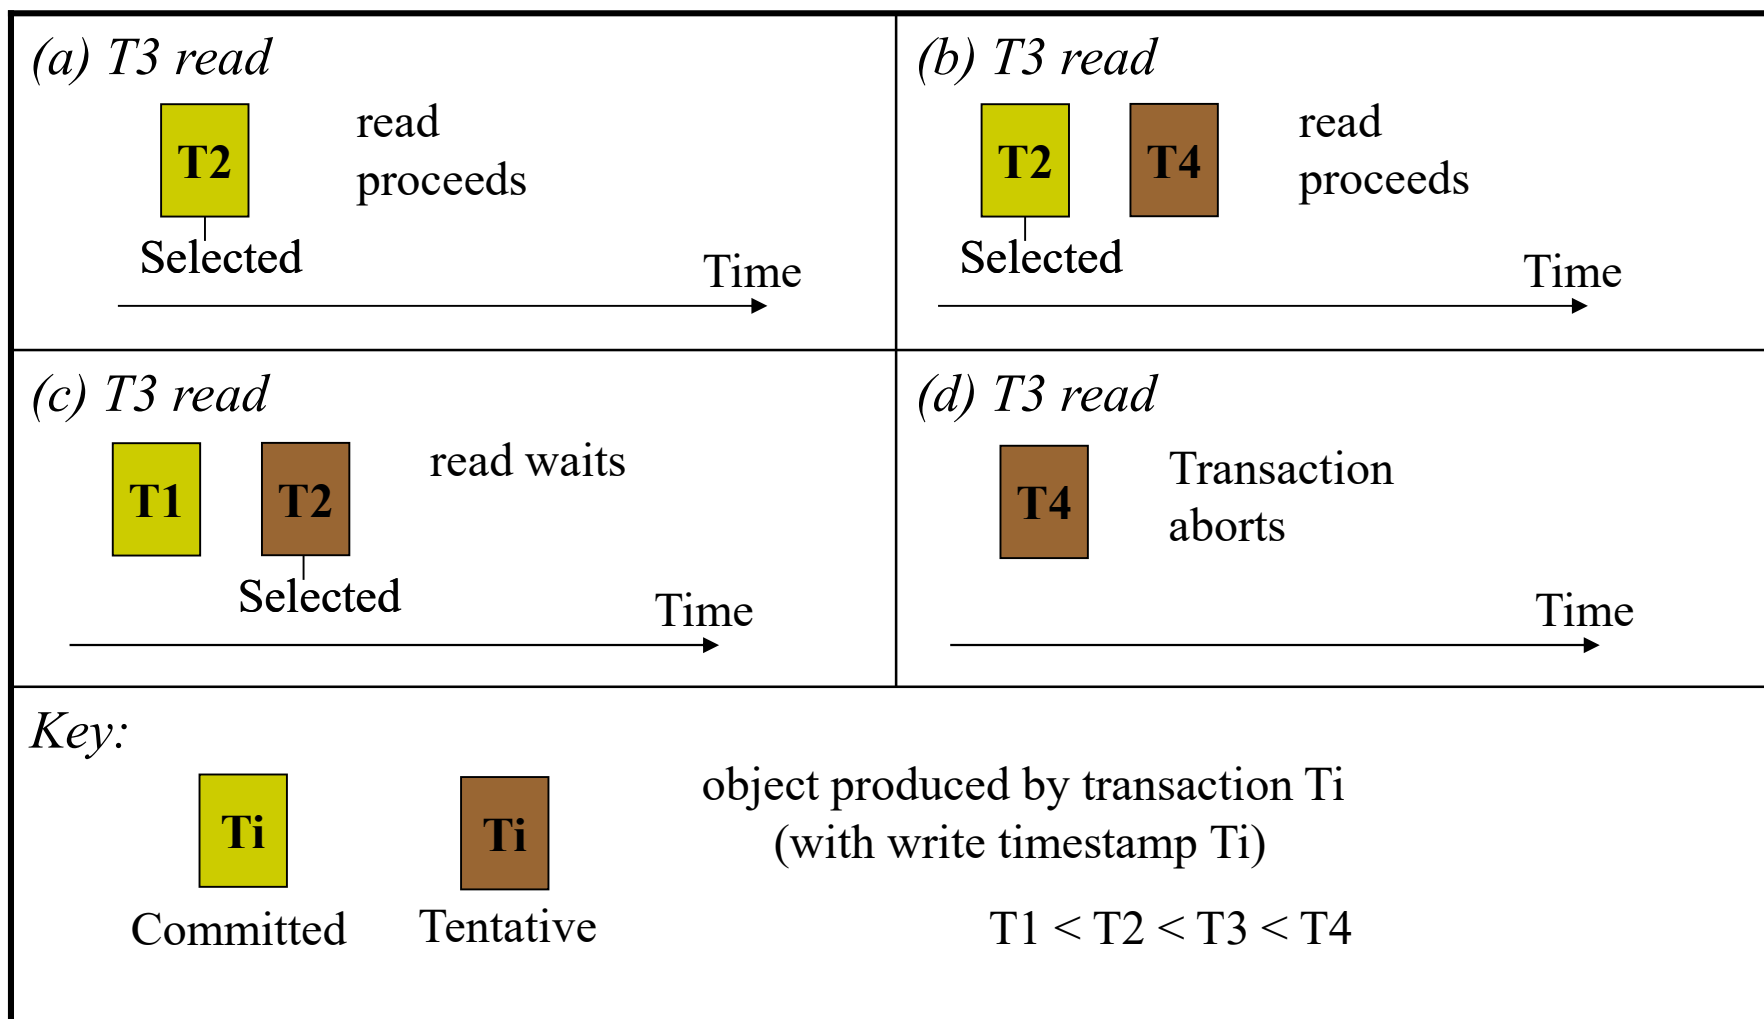 (a) T3 read
T2
read
proceeds
Selected
Time
(b) T3 read
T2
T4
read
proceeds
Selected
Time
(c) T3 read
T1
T2
read waits
Selected
Time
(d) T3 read
T4
Transaction
aborts
Time
Key:
Ti
Committed
Ti
Tentative
object produced by transaction Ti
(with write timestamp Ti)
T1 < T2 < T3 < T4